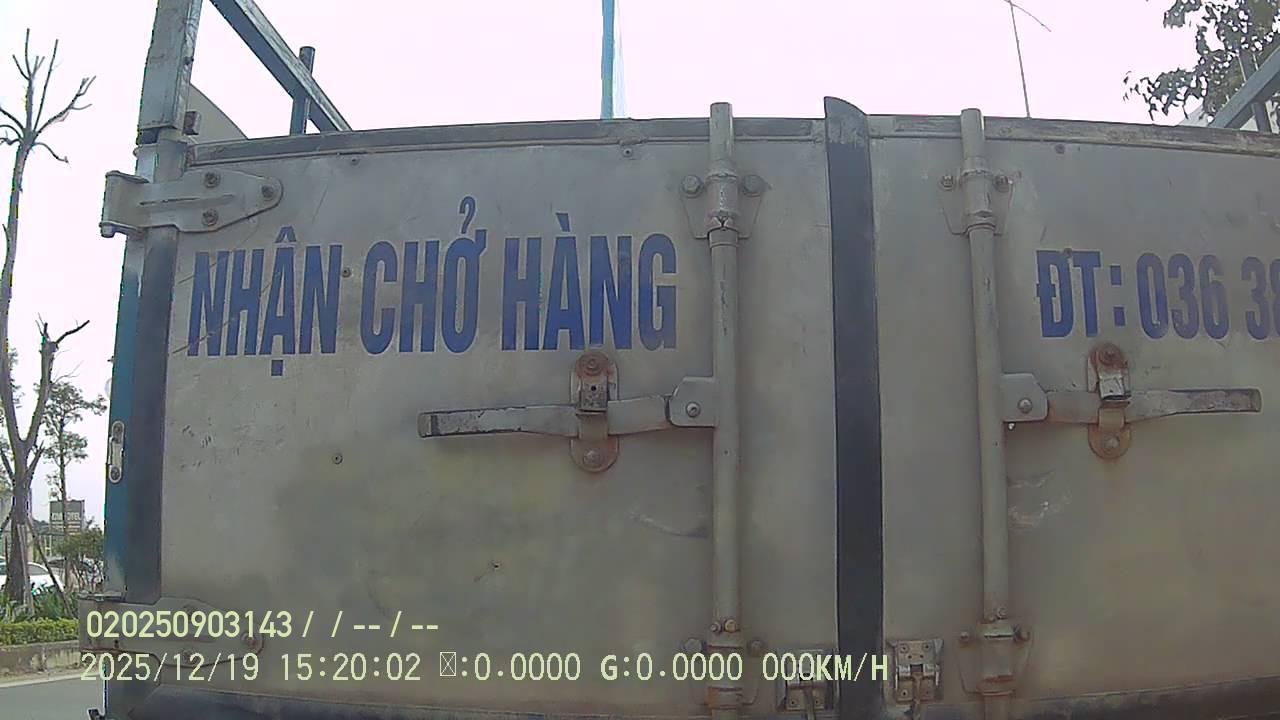 NHẬN CHỞ HÀNG
ĐT: 036 3
020250903143 / / -- / --
2025/12/19 15:20:02 :0.0000 G:0.0000 000KM/H